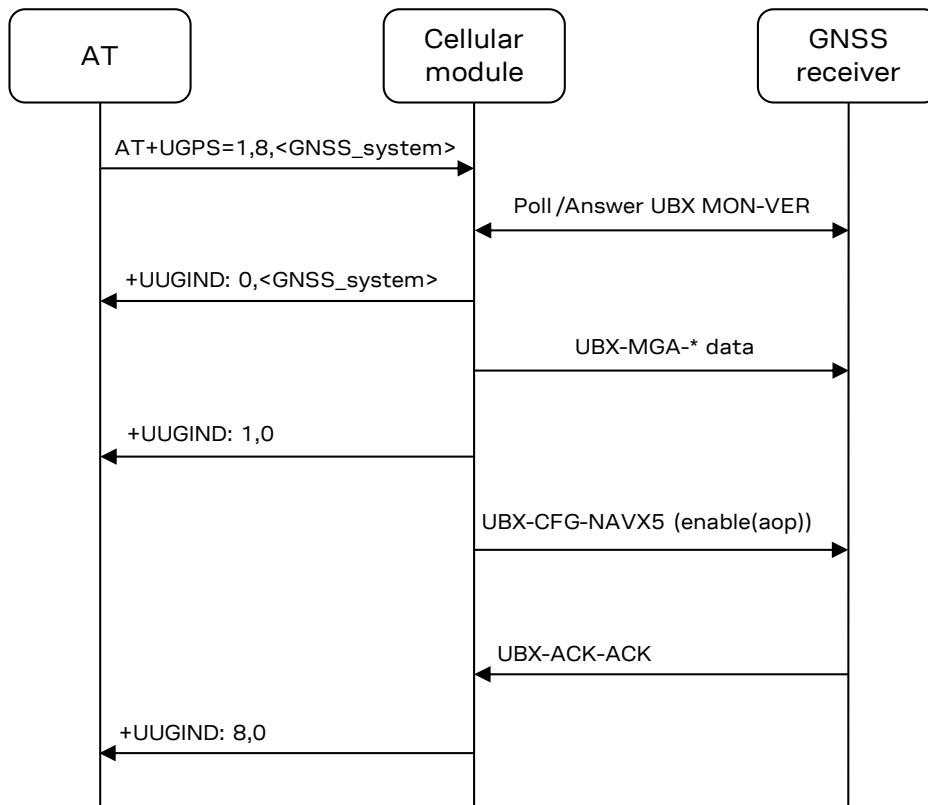 AT
Cellular
module
GNSS
receiver
AT+UGPS=1,8,<GNSS_system>
Poll/Answer UBX MON-VER
+UUGIND: 0,<GNSS_system>
UBX-MGA-* data
+UUGIND: 1,0
UBX-CFG-NAVX5 (enable(aop))
UBX-ACK-ACK
+UUGIND: 8,0